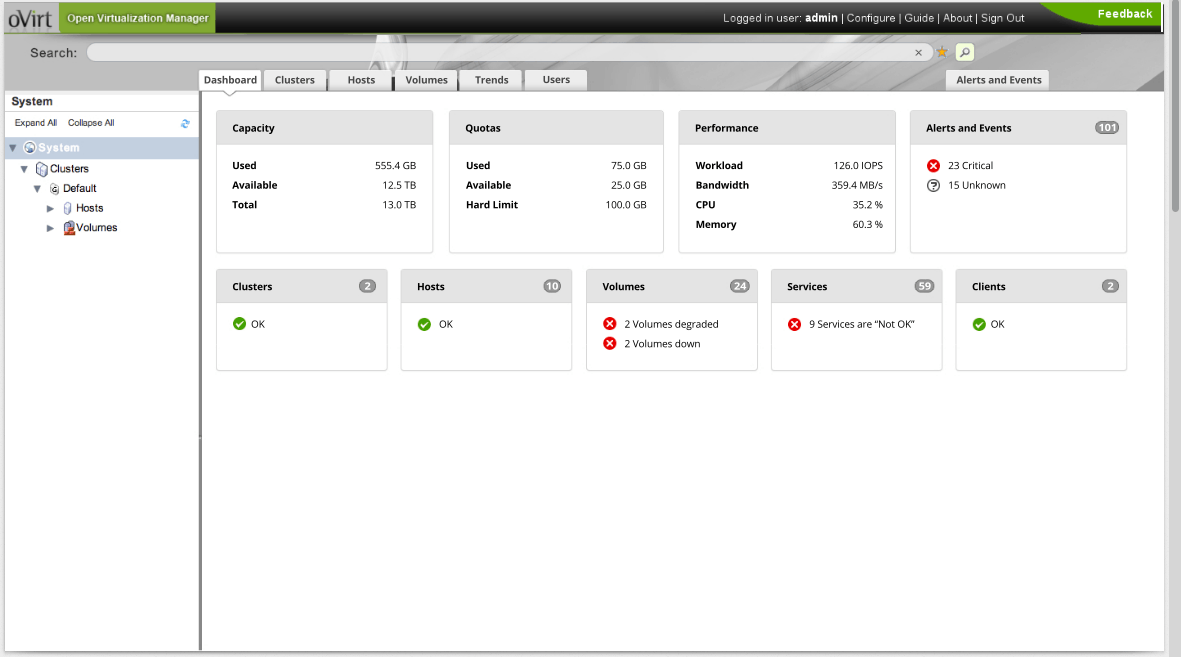 oVirt Open Virtualization Manager
Logged in user: admin | Configure | Guide | About | Sign Out
Feedback
Search:
Dashboard Clusters Hosts Volumes Trends Users Alerts and Events
System
Expand All Collapse All
System
Clusters
Default
Hosts
Volumes
Capacity
Used 555.4 GB
Available 12.5 TB
Total 13.0 TB
Quotas
Used 75.0 GB
Available 25.0 GB
Hard Limit 100.0 GB
Performance
Workload 126.0 IOPS
Bandwidth 359.4 MB/s
CPU 35.2 %
Memory 60.3 %
Alerts and Events 101
23 Critical
15 Unknown
Clusters 2
OK
Hosts 10
OK
Volumes 24
2 Volumes degraded
2 Volumes down
Services 59
9 Services are “Not OK”
Clients 2
OK